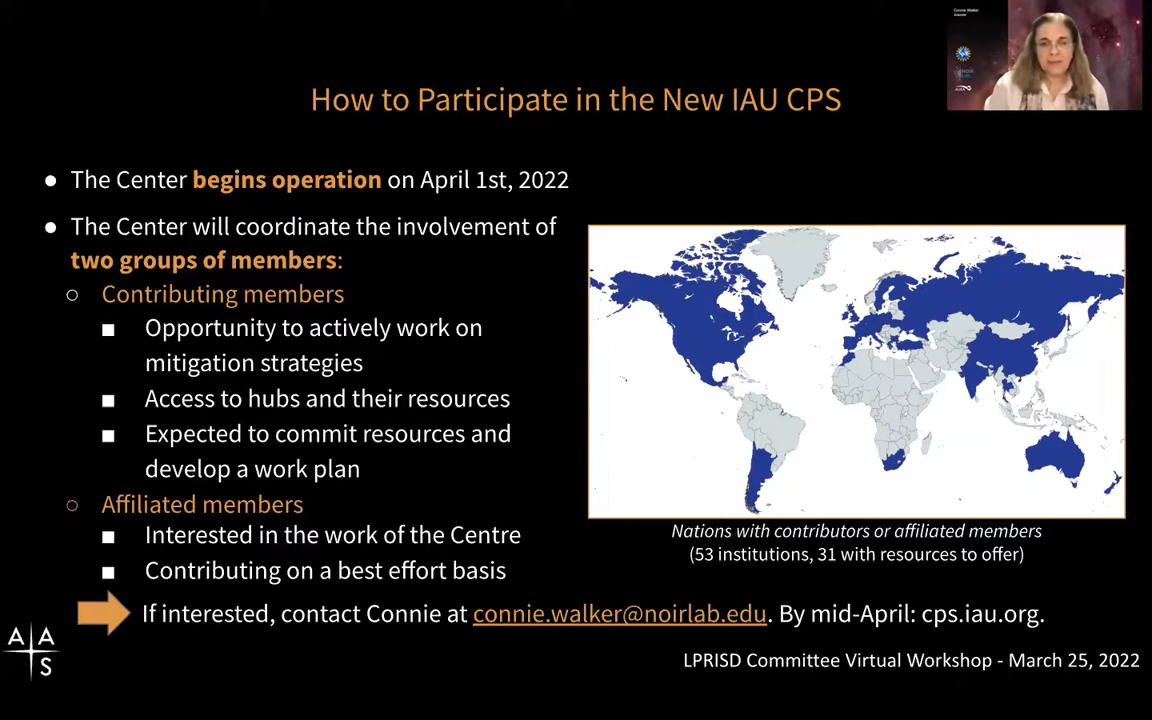 Connie Walker
How to Participate in the New IAU CPS
● The Center begins operation on April 1st, 2022
● The Center will coordinate the involvement of
two groups of members:
○ Contributing members
■ Opportunity to actively work on
mitigation strategies
■ Access to hubs and their resources
■ Expected to commit resources and
develop a work plan
○ Affiliated members
■ Interested in the work of the Centre
■ Contributing on a best effort basis
Nations with contributors or affiliated members
(53 institutions, 31 with resources to offer)
If interested, contact Connie at connie.walker@noirlab.edu. By mid-April: cps.iau.org.
A A
S
LPRISD Committee Virtual Workshop - March 25, 2022